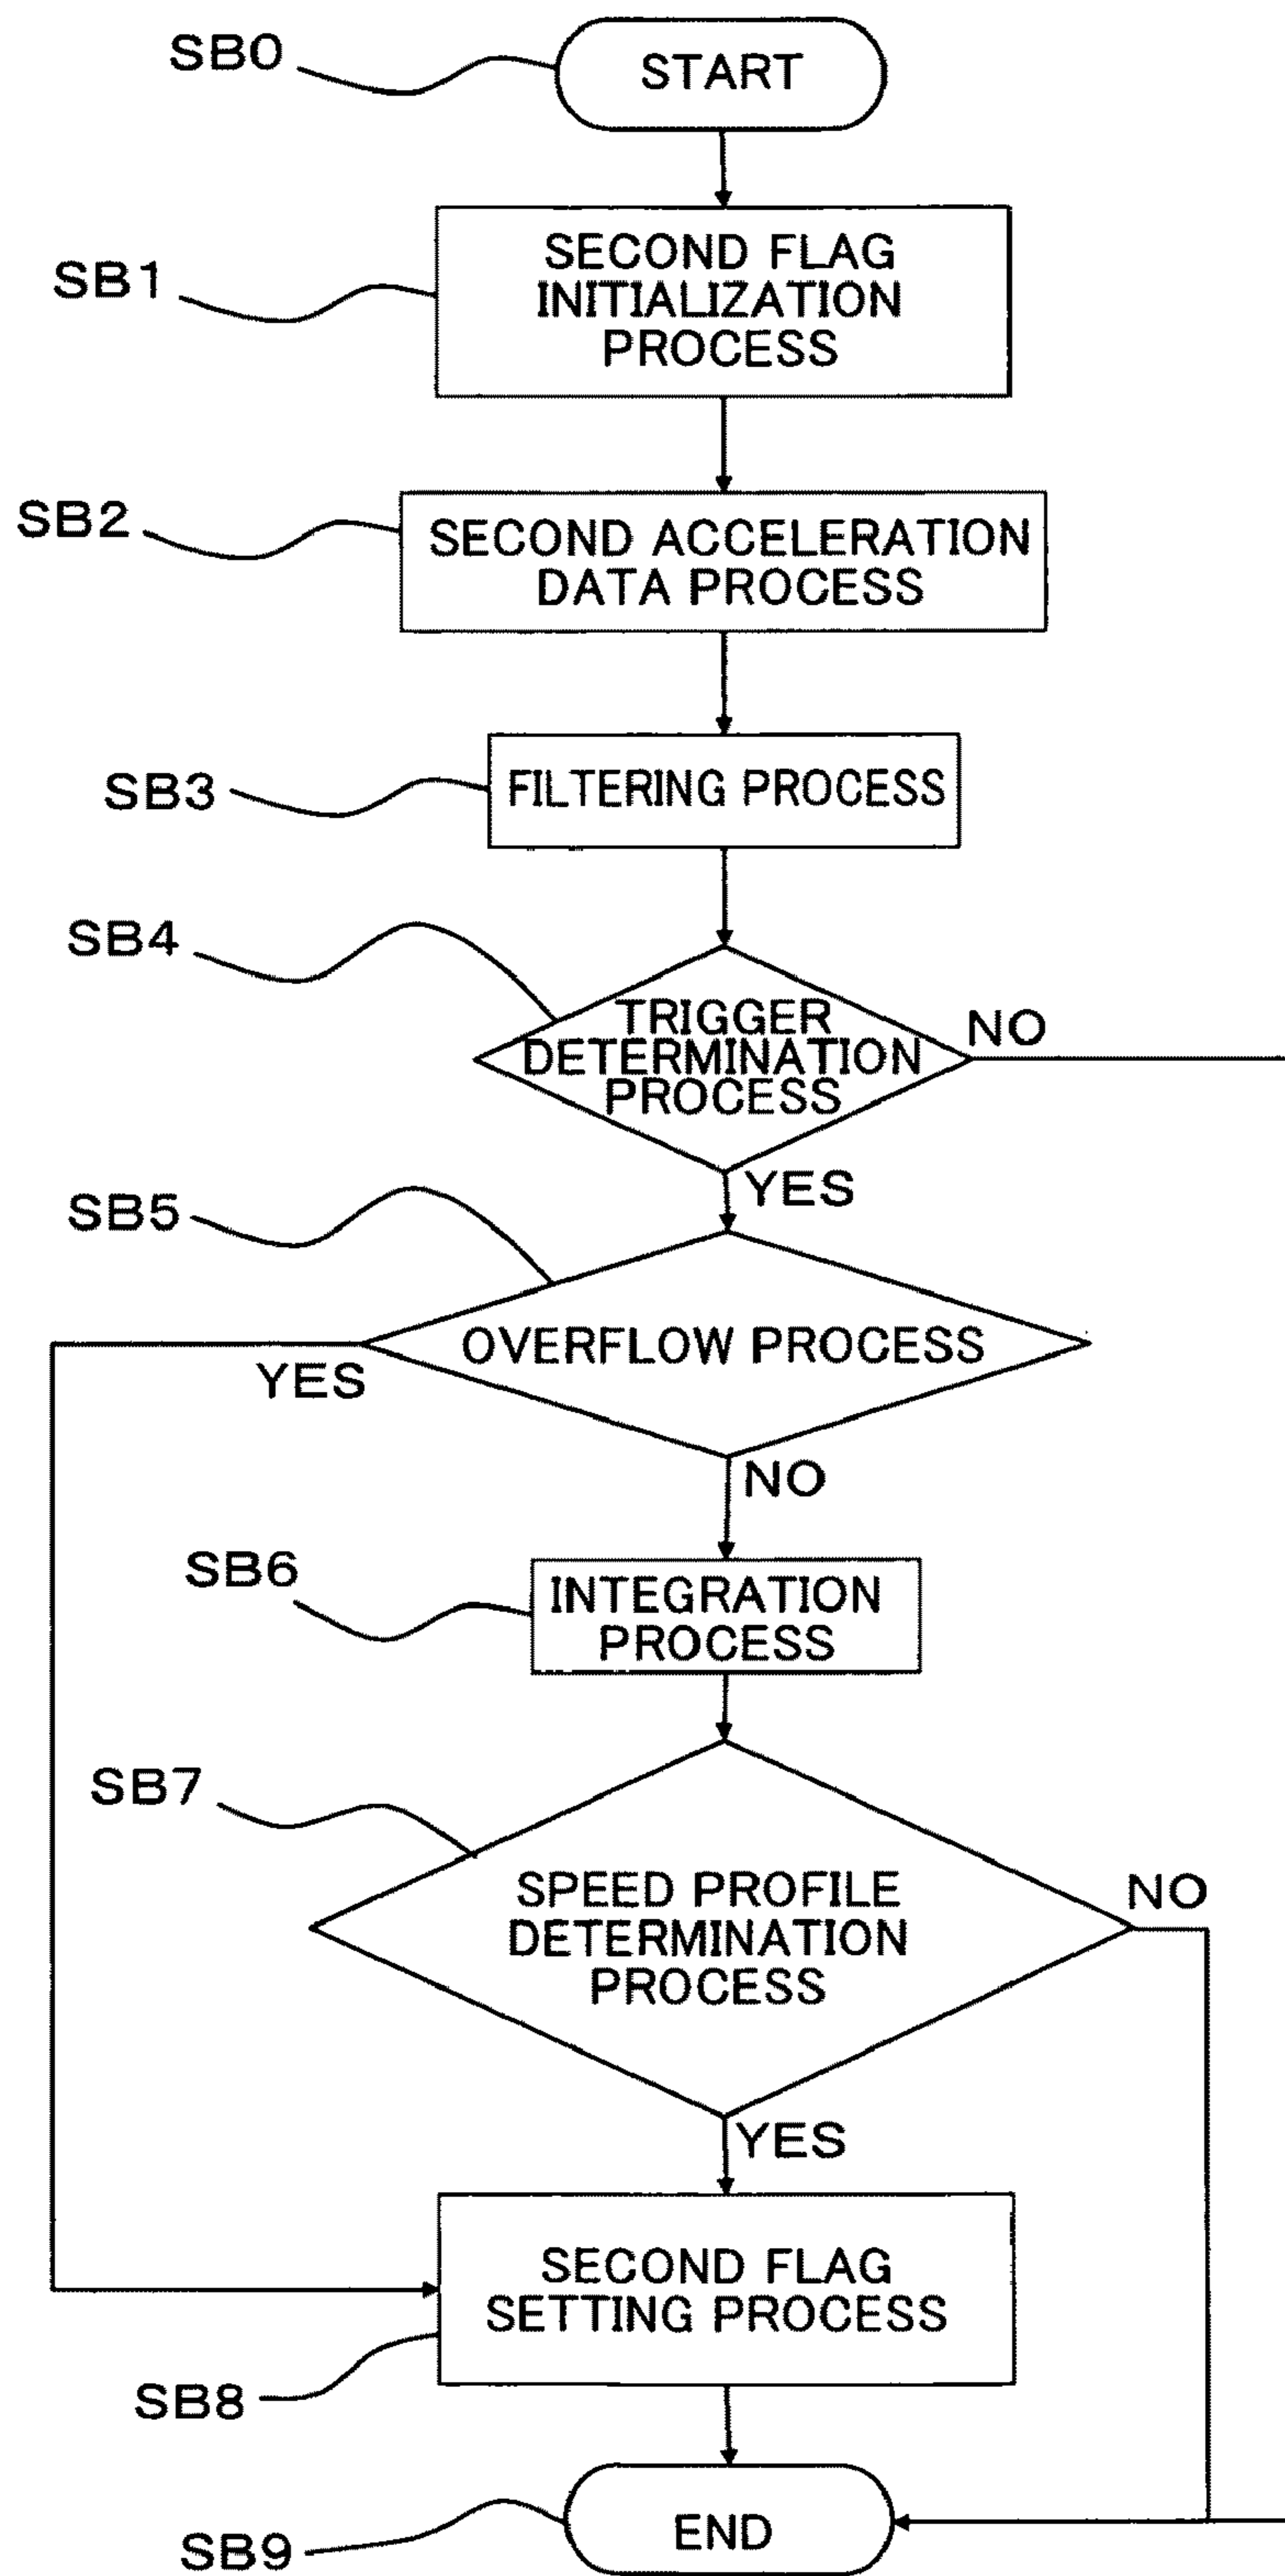 SB0
START
SB1
SECOND FLAG
INITIALIZATION
PROCESS
SB2
SECOND ACCELERATION
DATA PROCESS
SB3
FILTERING PROCESS
SB4
TRIGGER
DETERMINATION
PROCESS
NO
YES
SB5
OVERFLOW PROCESS
YES
NO
SB6
INTEGRATION
PROCESS
SB7
SPEED PROFILE
DETERMINATION
PROCESS
NO
YES
SECOND FLAG
SETTING PROCESS
SB8
END
SB9